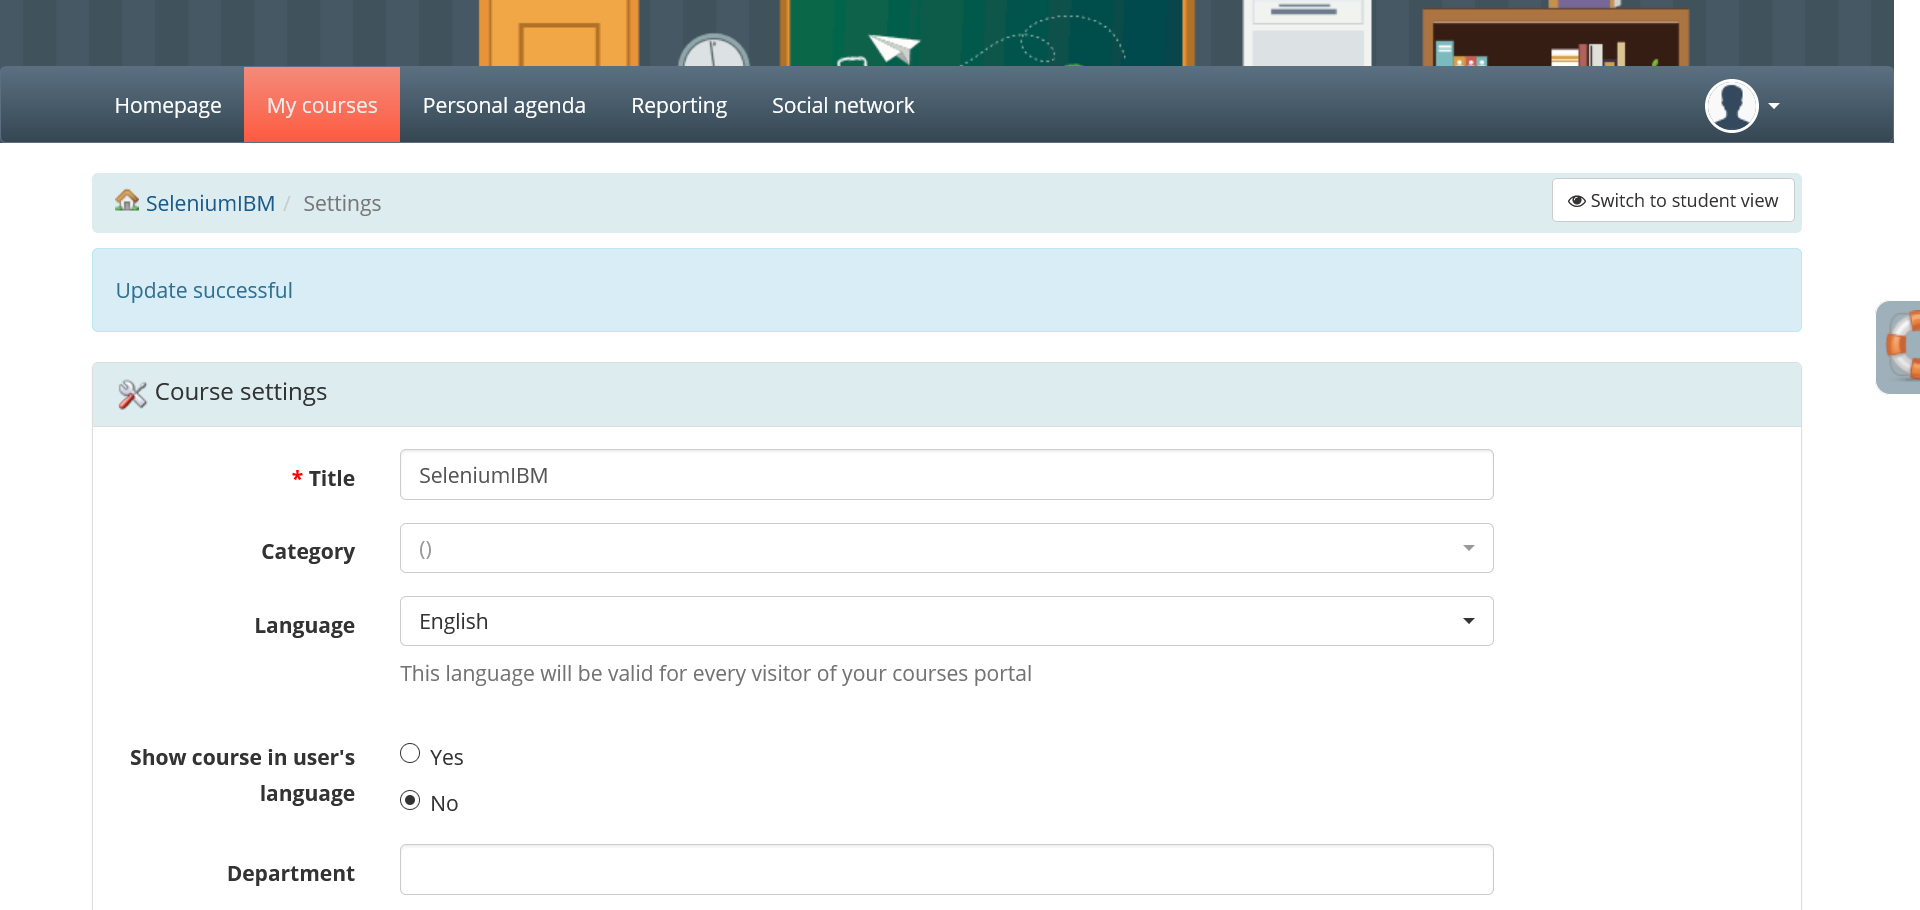 Homepage My courses Personal agenda Reporting Social network
SeleniumIBM / Settings Switch to student view
Update successful
Course settings
* Title SeleniumIBM
Category ()
Language English
This language will be valid for every visitor of your courses portal
Show course in user's language
Yes
No
Department